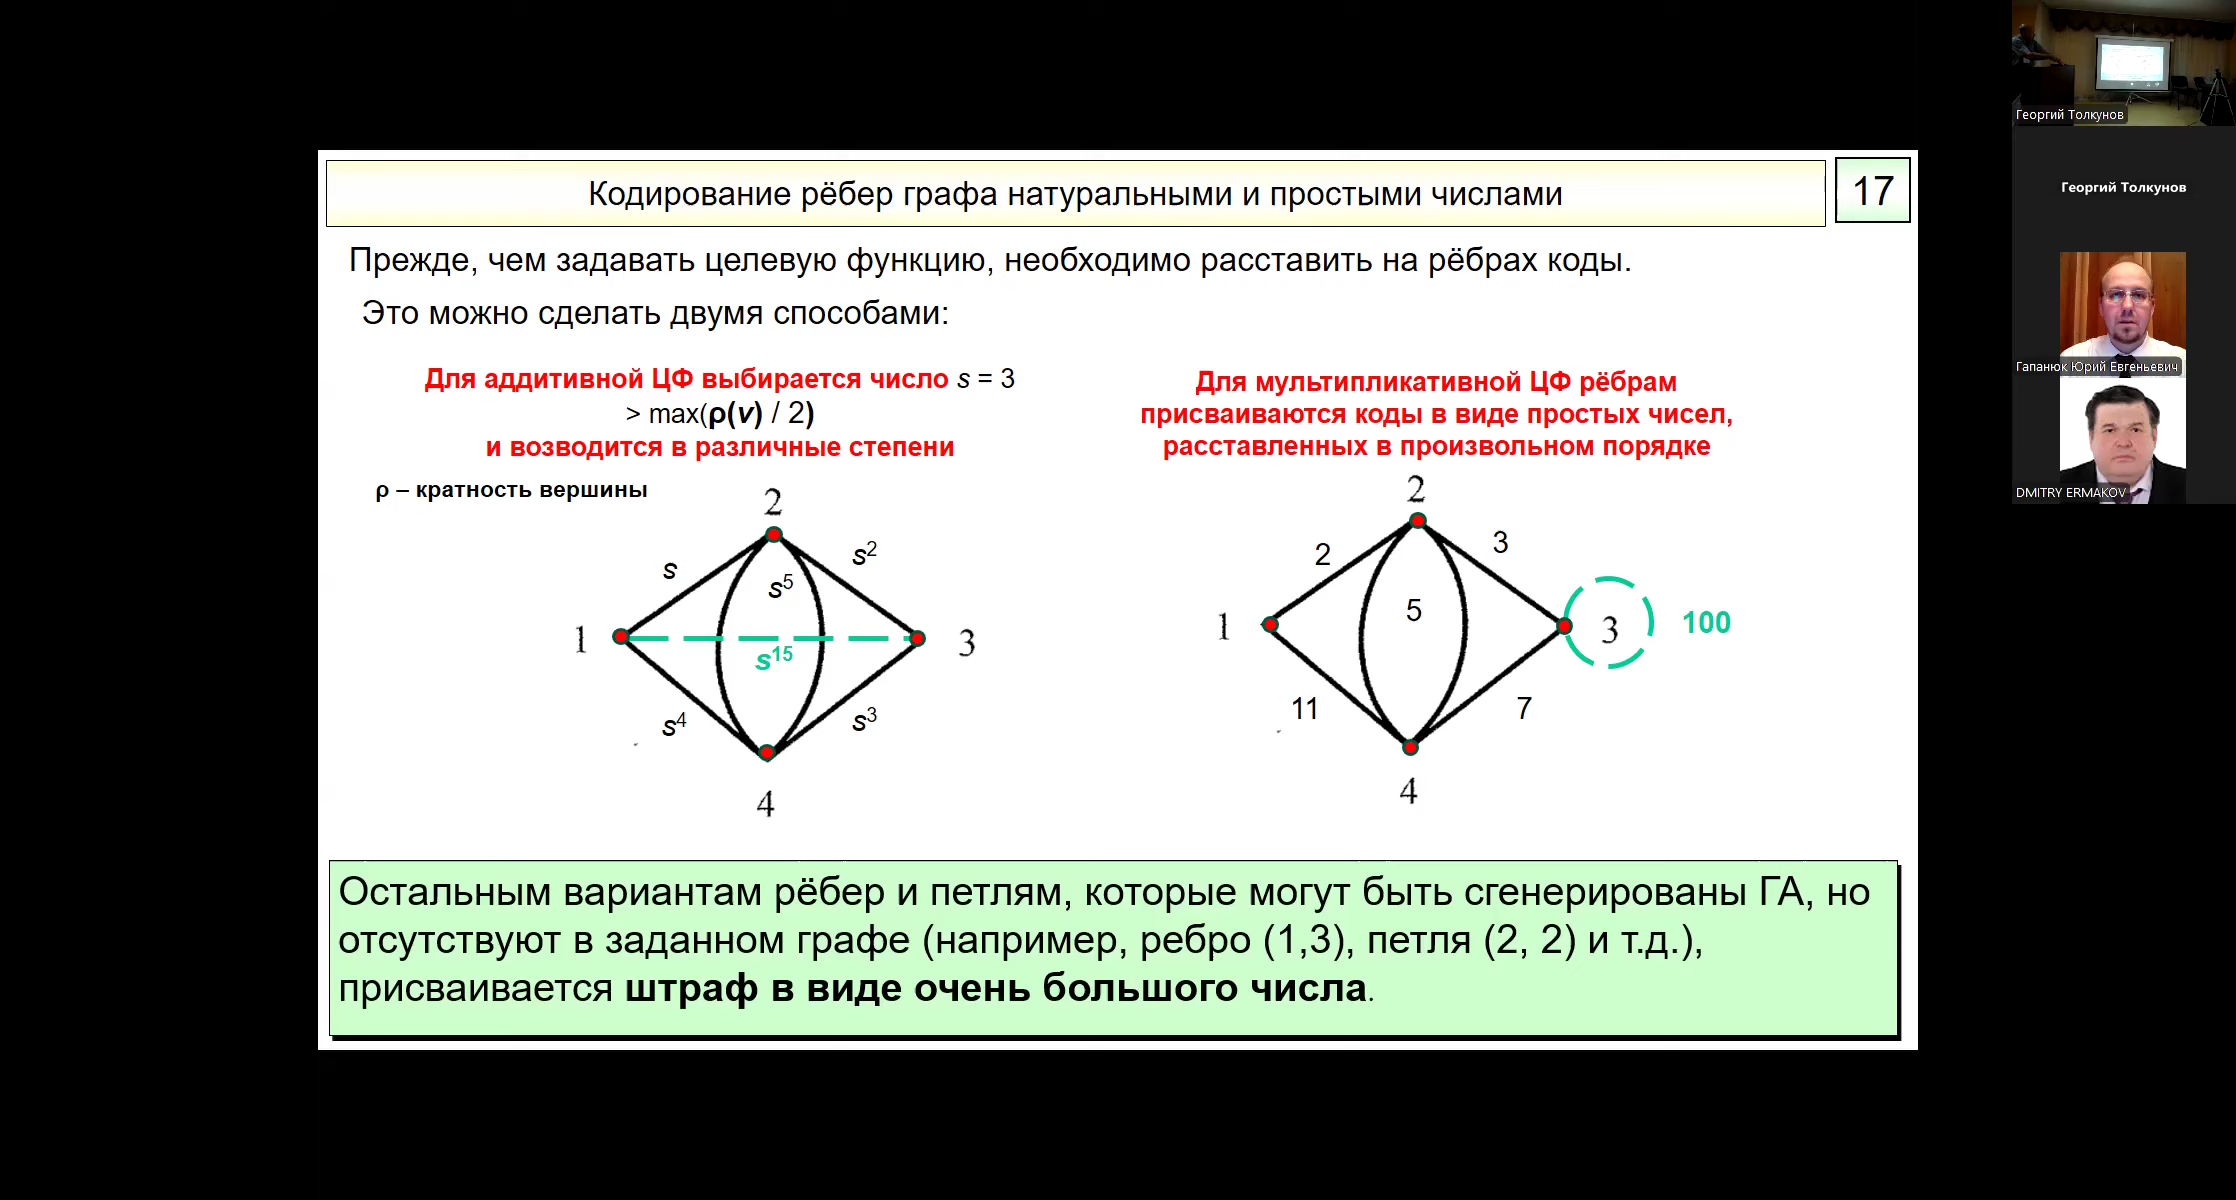 Кодирование рёбер графа натуральными и простыми числами
17
Прежде, чем задавать целевую функцию, необходимо расставить на рёбрах коды.
Это можно сделать двумя способами:
Для аддитивной ЦФ выбирается число s = 3
> max(ρ(v) / 2)
и возводится в различные степени
ρ – кратность вершины
2
s
s²
s⁵
1
3
s¹⁵
s⁴
s³
4
Для мультипликативной ЦФ рёбрам
присваиваются коды в виде простых чисел,
расставленных в произвольном порядке
2
2
3
1
5
3
100
11
7
4
Остальным вариантам рёбер и петлям, которые могут быть сгенерированы ГА, но
отсутствуют в заданном графе (например, ребро (1,3), петля (2, 2) и т.д.),
присваивается штраф в виде очень большого числа.
Георгий Толкунов
Георгий Толкунов
Гапанюк Юрий Евгеньевич
DMITRY ERMAKOV